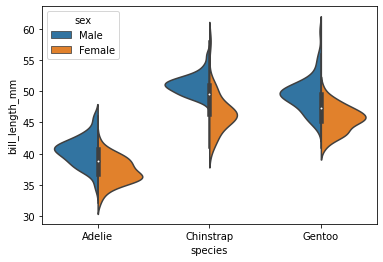 sex
Male
Female
bill_length_mm
60
55
50
45
40
35
30
Adelie Chinstrap Gentoo
species